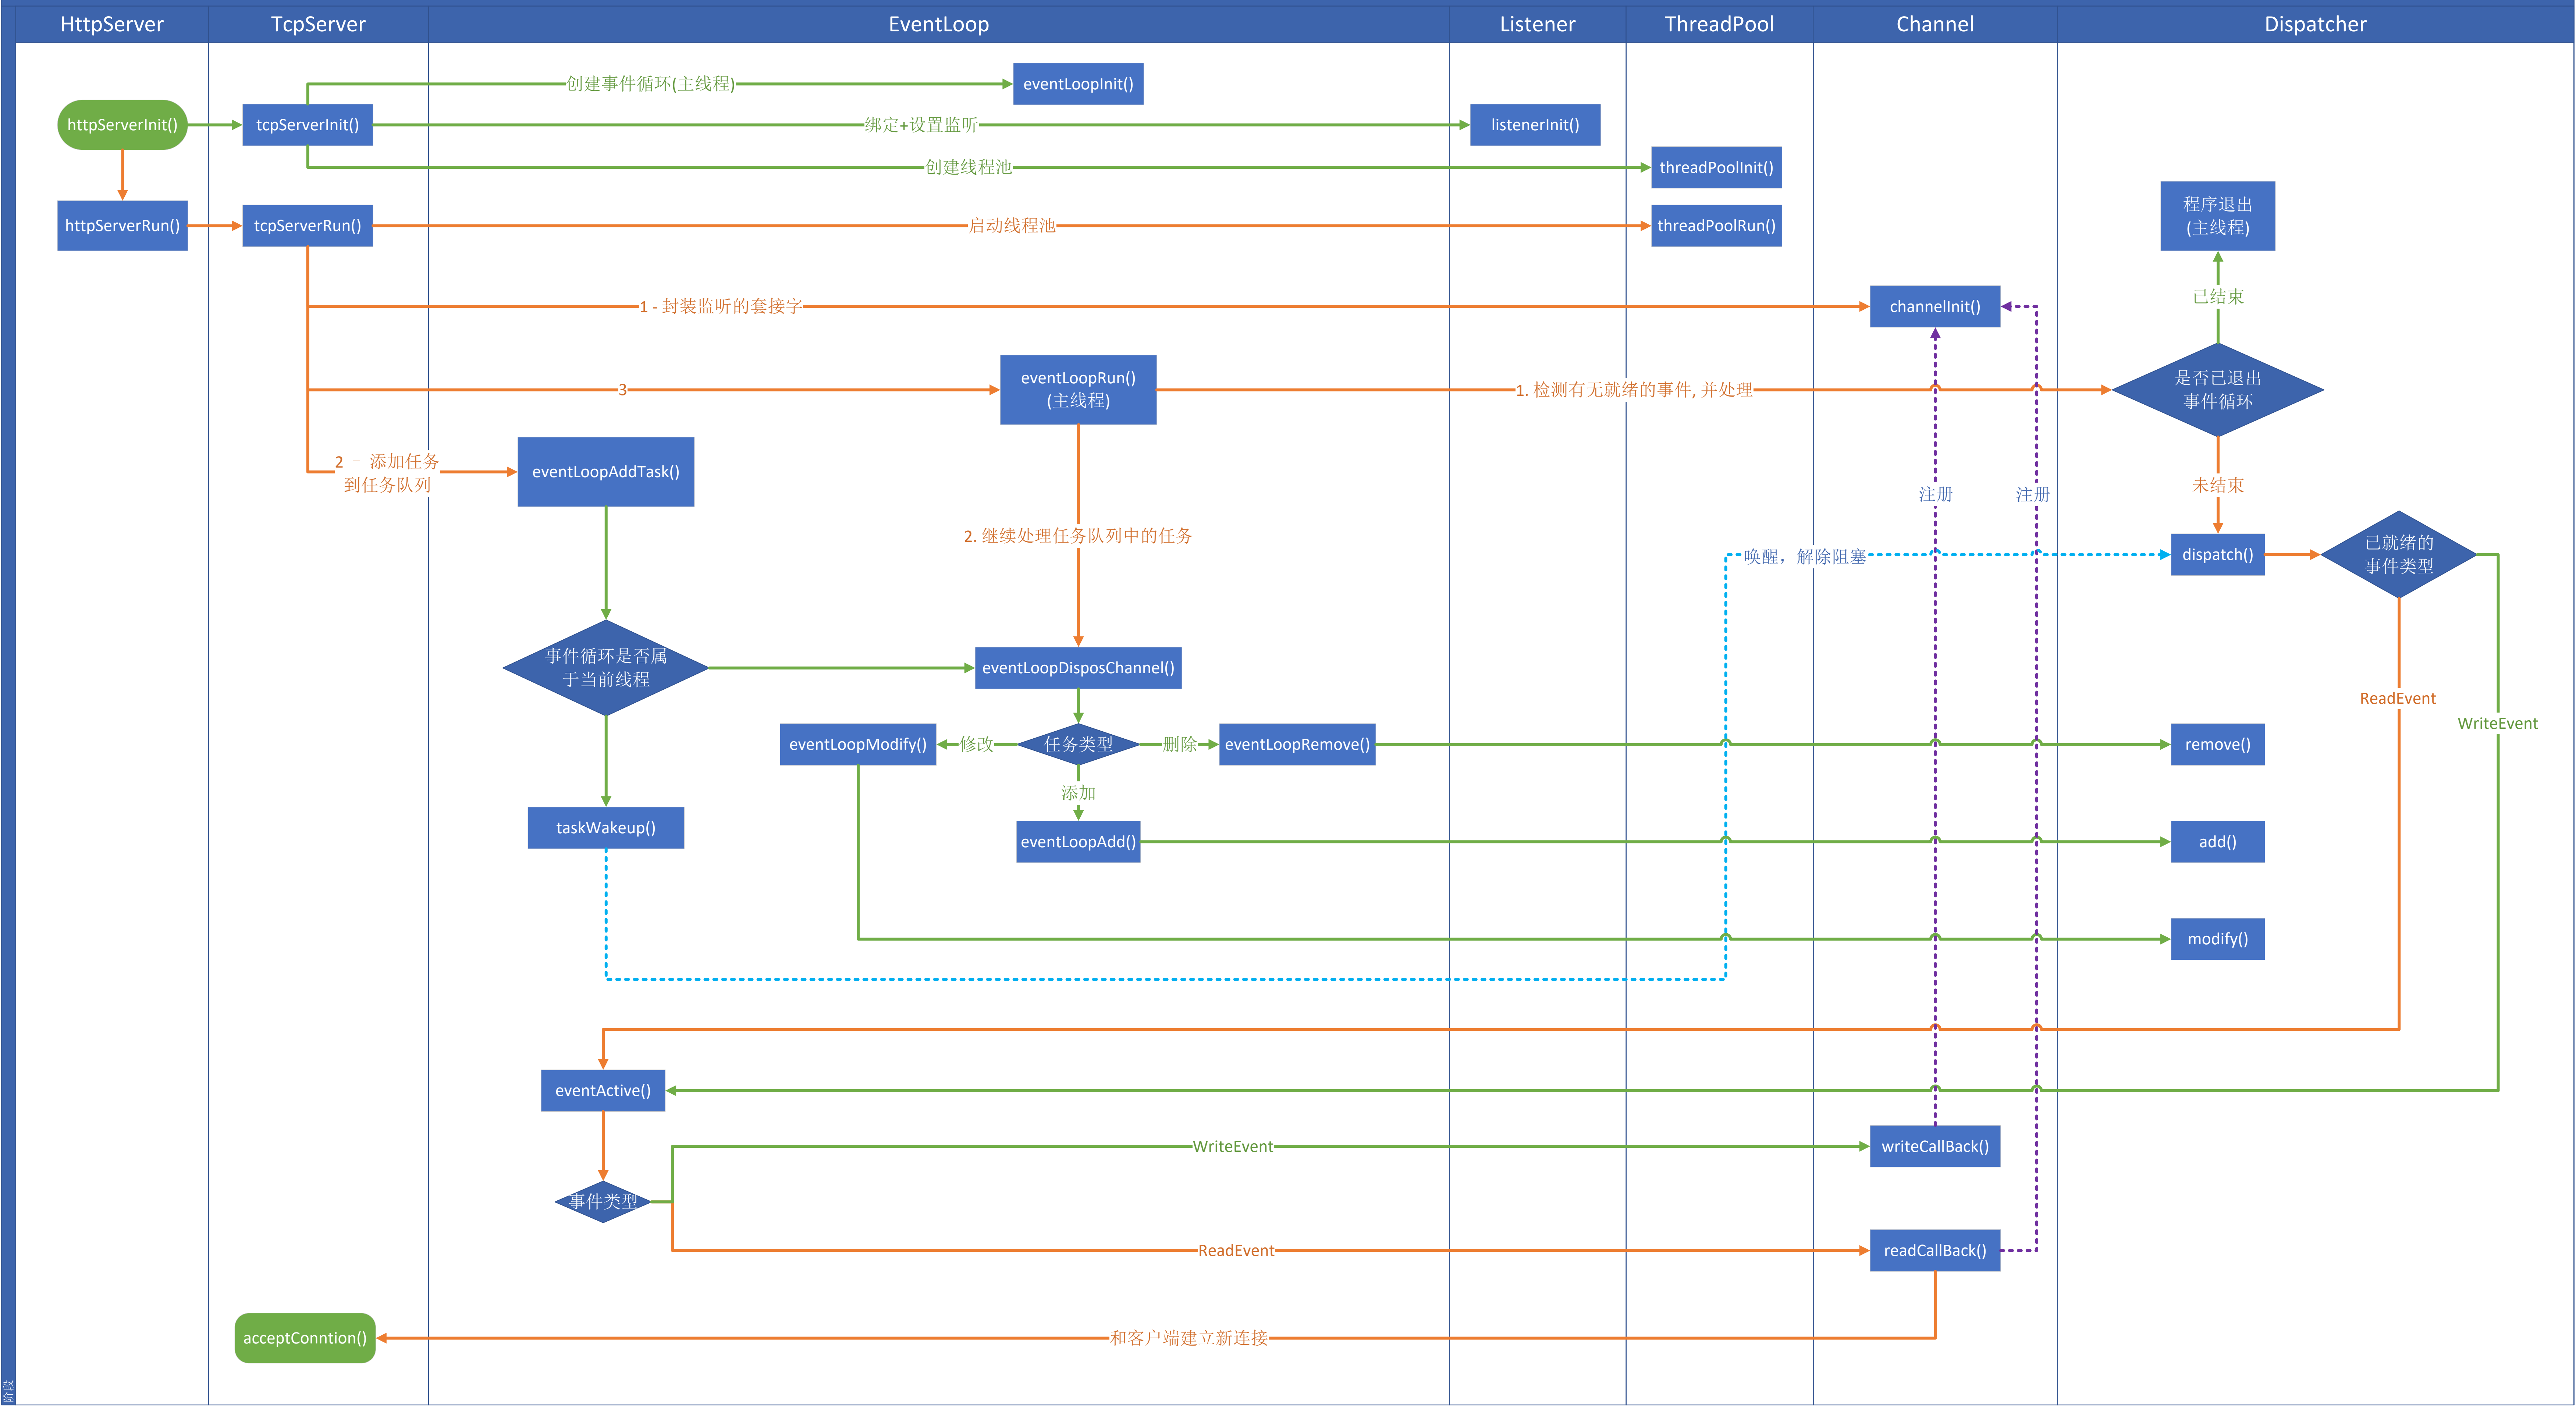 HttpServer
TcpServer
EventLoop
Listener
ThreadPool
Channel
Dispatcher
创建事件循环(主线程)
eventLoopInit()
httpServerInit()
tcpServerInit()
绑定+设置监听
listenerInit()
创建线程池
threadPoolInit()
httpServerRun()
tcpServerRun()
启动线程池
threadPoolRun()
程序退出
(主线程)
已结束
1 - 封装监听的套接字
channelInit()
3
eventLoopRun()
(主线程)
1. 检测有无就绪的事件, 并处理
是否已退出
事件循环
2 - 添加任务
到任务队列
eventLoopAddTask()
注册
注册
未结束
2. 继续处理任务队列中的任务
唤醒，解除阻塞
dispatch()
已就绪的
事件类型
事件循环是否属
于当前线程
eventLoopDisposChannel()
ReadEvent
WriteEvent
eventLoopModify()
修改
任务类型
删除
eventLoopRemove()
remove()
添加
taskWakeup()
eventLoopAdd()
add()
modify()
eventActive()
WriteEvent
writeCallBack()
事件类型
ReadEvent
readCallBack()
acceptConntion()
和客户端建立新连接
阶段